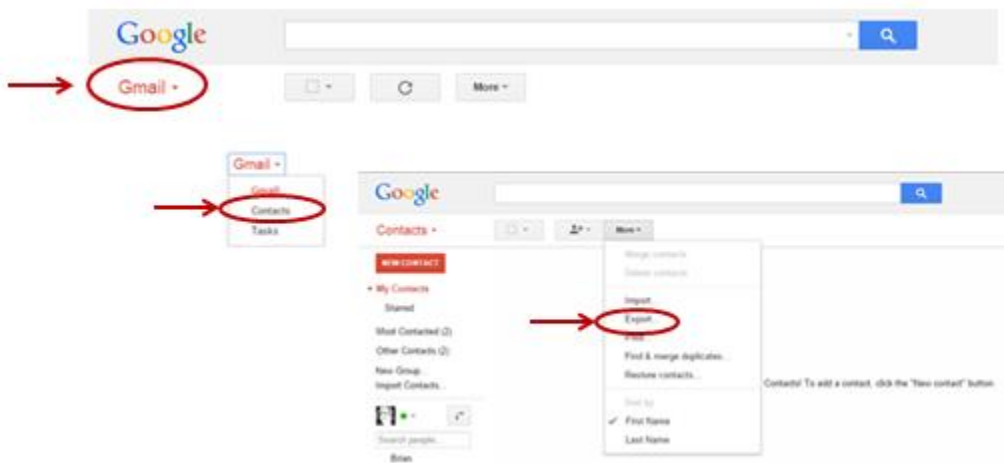 Google
Gmail
More
Gmail
Gmail
Contacts
Tasks
Google
Contacts
More
NEW CONTACT
My Contacts
Starred
Most Contacted (2)
Other Contacts (2)
New Group...
Import Contacts...
Search people...
Brian
Merge contacts
Delete contacts
Import...
Export...
Print...
Find & merge duplicates...
Restore contacts...
Sort by
First Name
Last Name
Contacts! To add a contact, click the "New contact" button